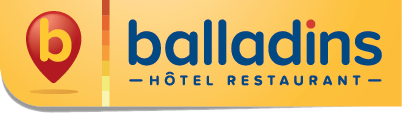 b
balladins
– HÔTEL RESTAURANT –